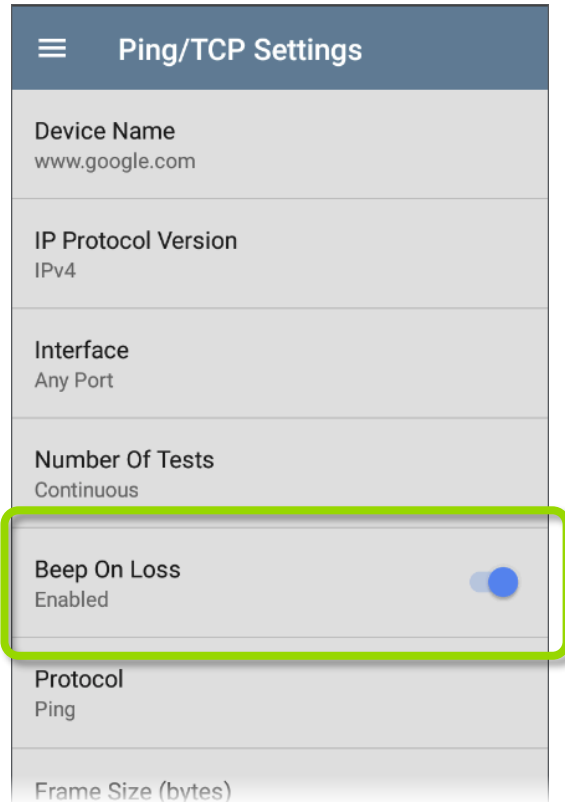 Ping/TCP Settings
Device Name
www.google.com
IP Protocol Version
IPv4
Interface
Any Port
Number Of Tests
Continuous
Beep On Loss
Enabled
Protocol
Ping
Frame Size (bytes)